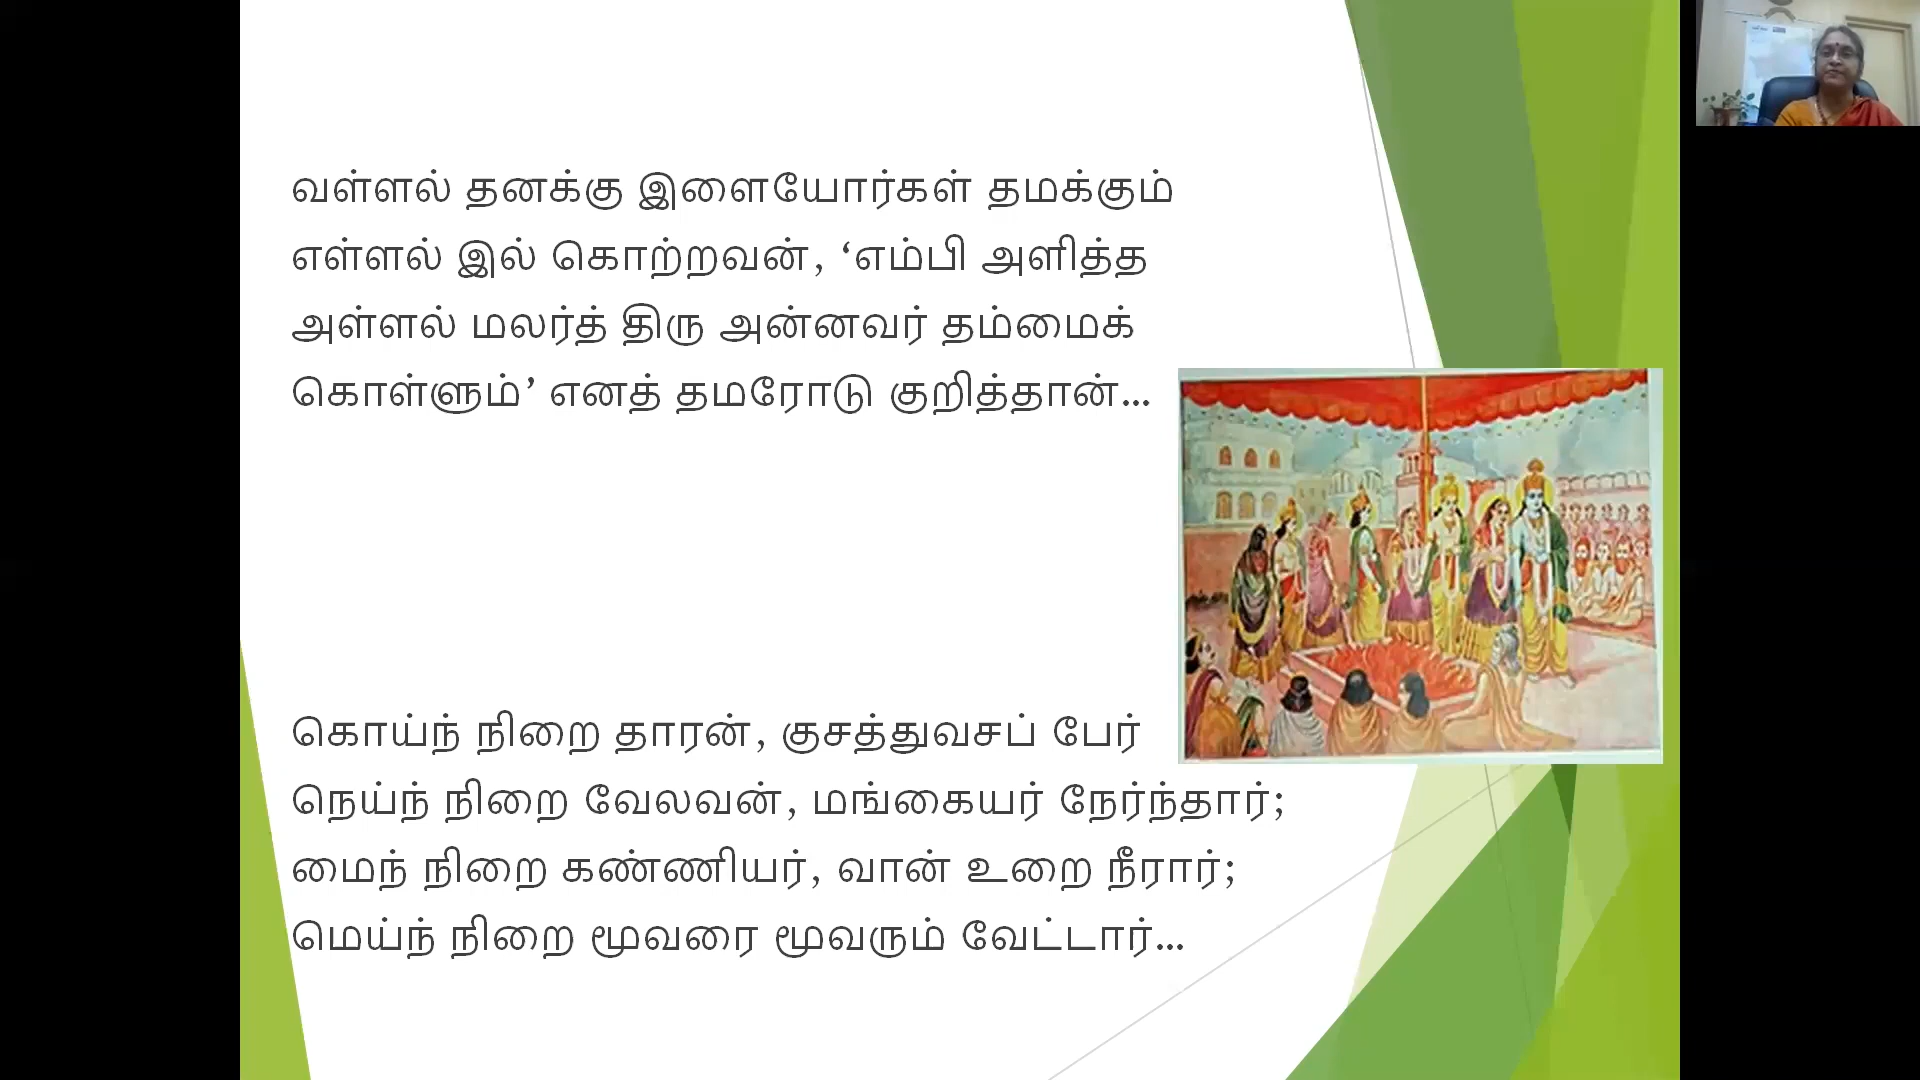 வள்ளல் தனக்கு இளையோர்கள் தமக்கும்
எள்ளல் இல் கொற்றவன், ‘எம்பி அளித்த
அள்ளல் மலர்த் திரு அன்னவர் தம்மைக்
கொள்ளும்’ எனத் தமரோடு குறித்தான்...
கொய்ந் நிறை தாரன், குசத்துவசப் பேர்
நெய்ந் நிறை வேலவன், மங்கையர் நேர்ந்தார்;
மைந் நிறை கண்ணியர், வான் உறை நீரார்;
மெய்ந் நிறை மூவரை மூவரும் வேட்டார்...